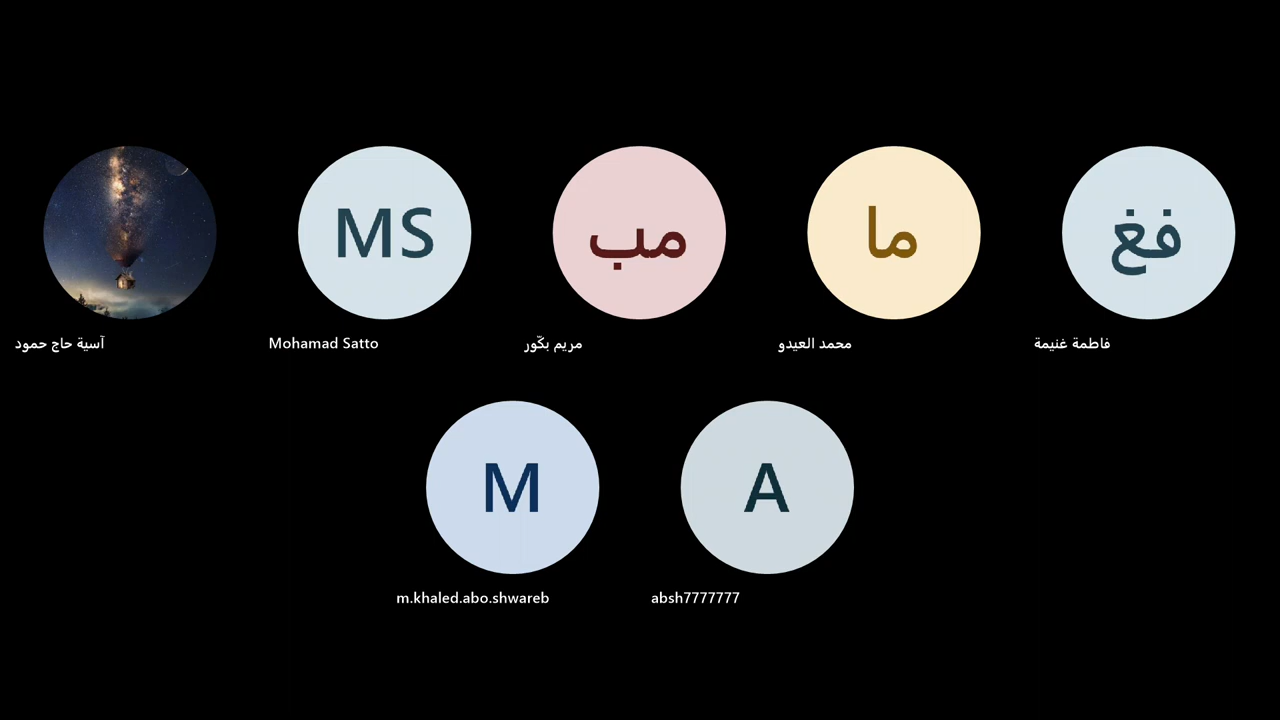 MS
مب
ما
فغ
آسية حاج حمود
Mohamad Satto
مريم بكّور
محمد العيدو
فاطمة غنيمة
M
A
m.khaled.abo.shwareb
absh7777777